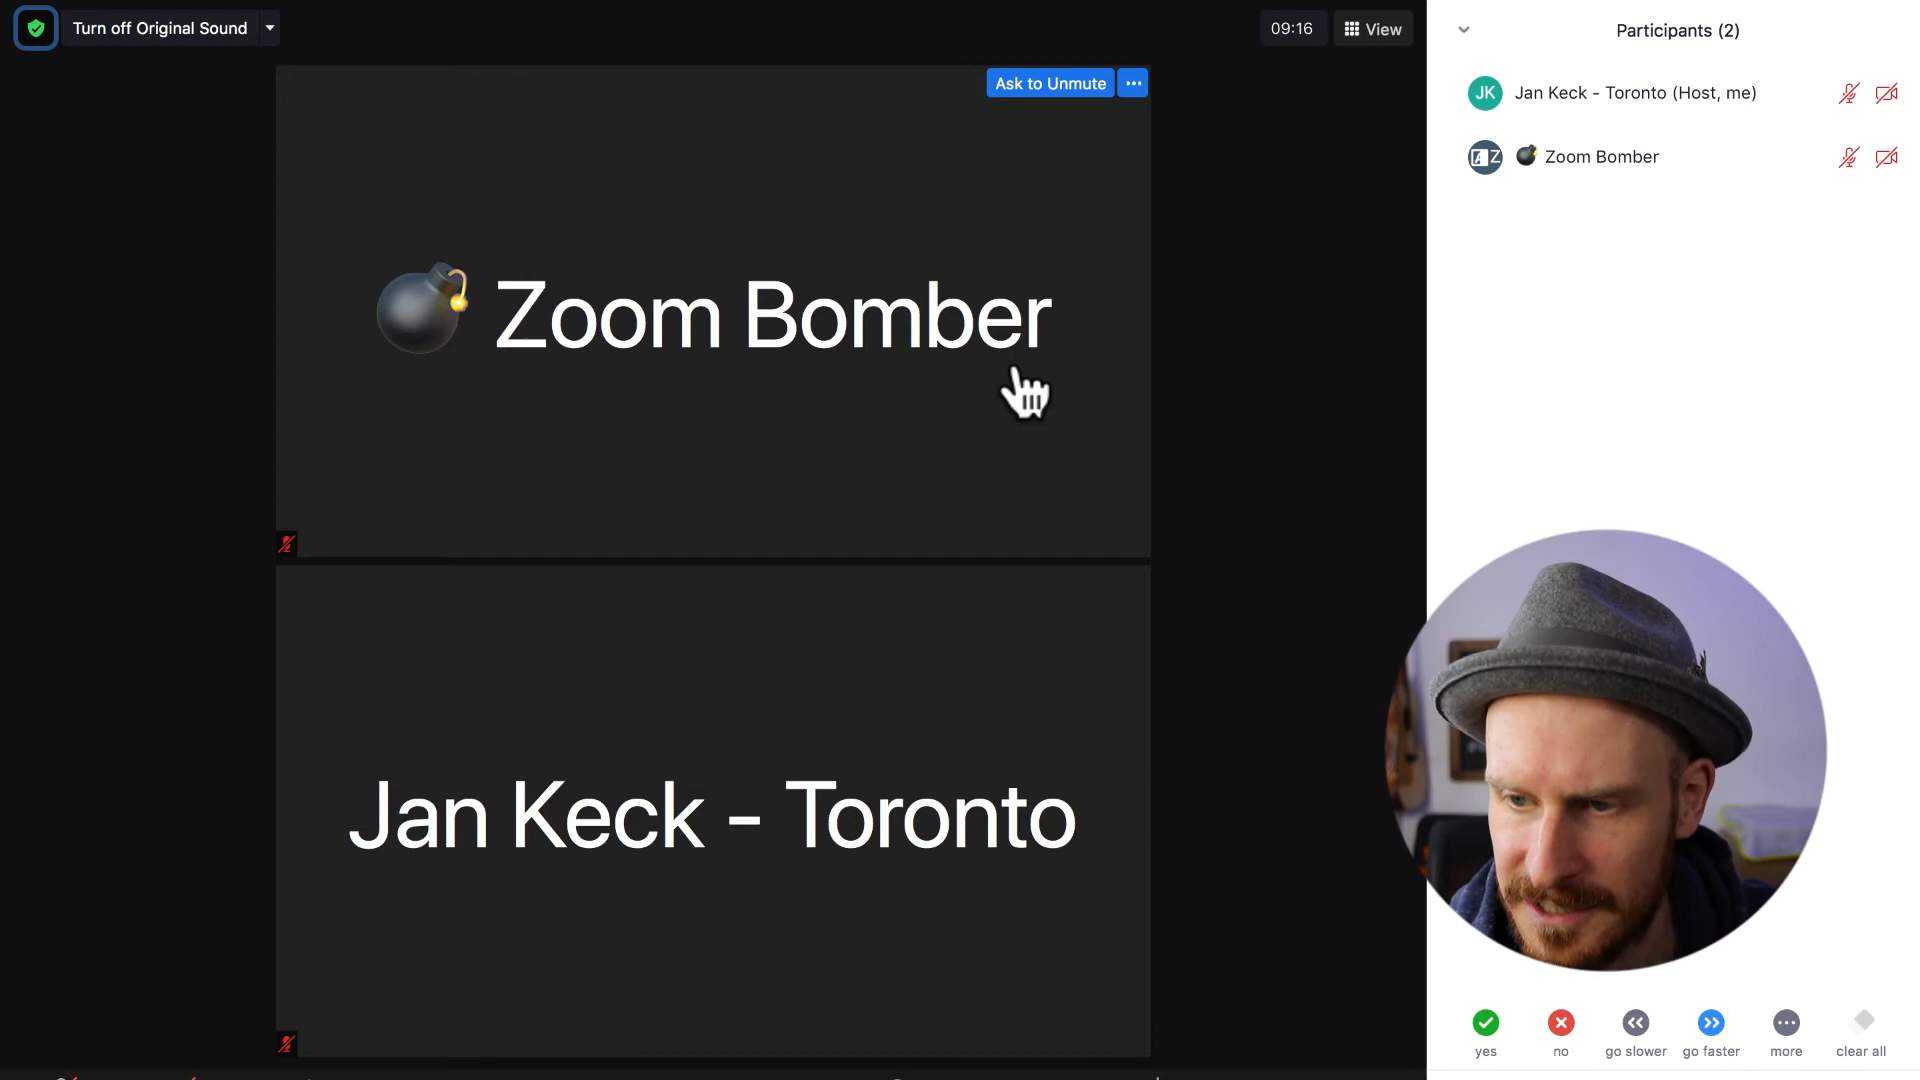 Turn off Original Sound
09:16
View
Participants (2)
Ask to Unmute
JK Jan Keck - Toronto (Host, me)
Z Zoom Bomber
Zoom Bomber
Jan Keck - Toronto
yes no go slower go faster more clear all